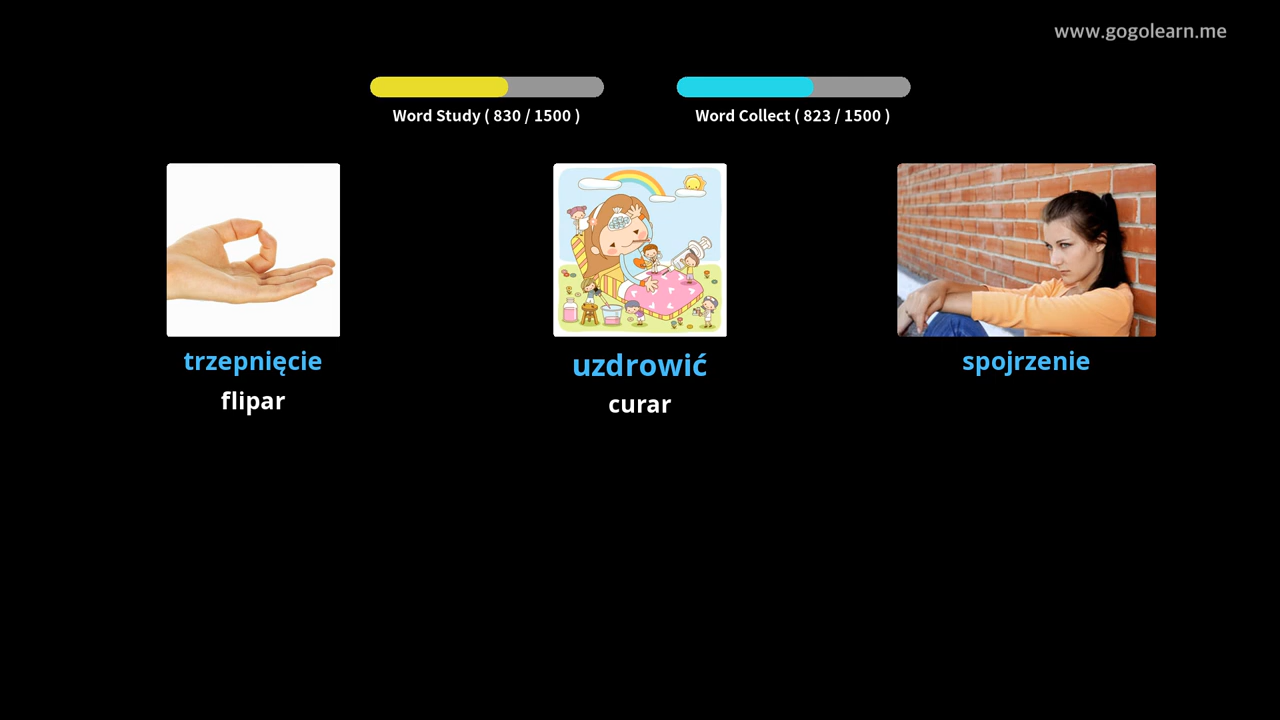 www.gogolearn.me
Word Study ( 830 / 1500 )
Word Collect ( 823 / 1500 )
trzepnięcie
uzdrowić
spojrzenie
flipar
curar